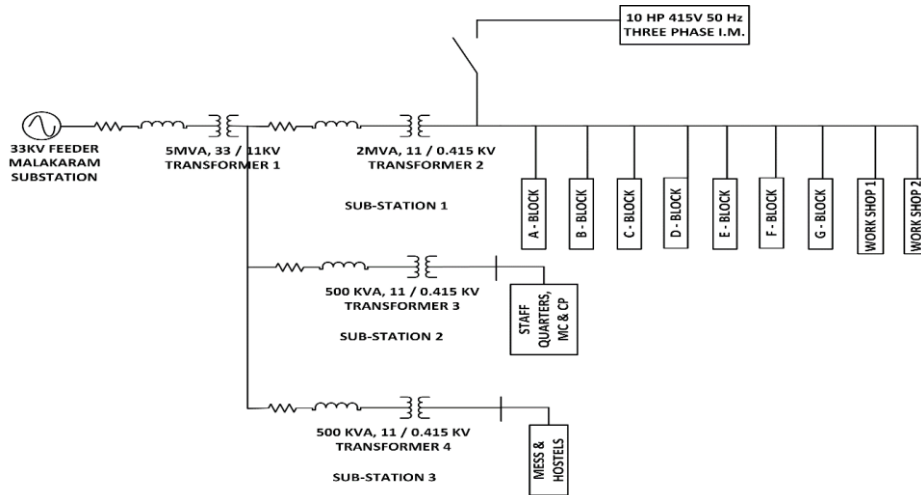 10 HP 415V 50 Hz
THREE PHASE I.M.
33KV FEEDER
MALAKARAM
SUBSTATION
5MVA, 33 / 11KV
TRANSFORMER 1
2MVA, 11 / 0.415 KV
TRANSFORMER 2
SUB-STATION 1
A - BLOCK
B - BLOCK
C - BLOCK
D - BLOCK
E - BLOCK
F - BLOCK
G - BLOCK
WORK SHOP 1
WORK SHOP 2
500 KVA, 11 / 0.415 KV
TRANSFORMER 3
SUB-STATION 2
STAFF
QUARTERS,
MC & CP
500 KVA, 11 / 0.415 KV
TRANSFORMER 4
SUB-STATION 3
MESS &
HOSTELS